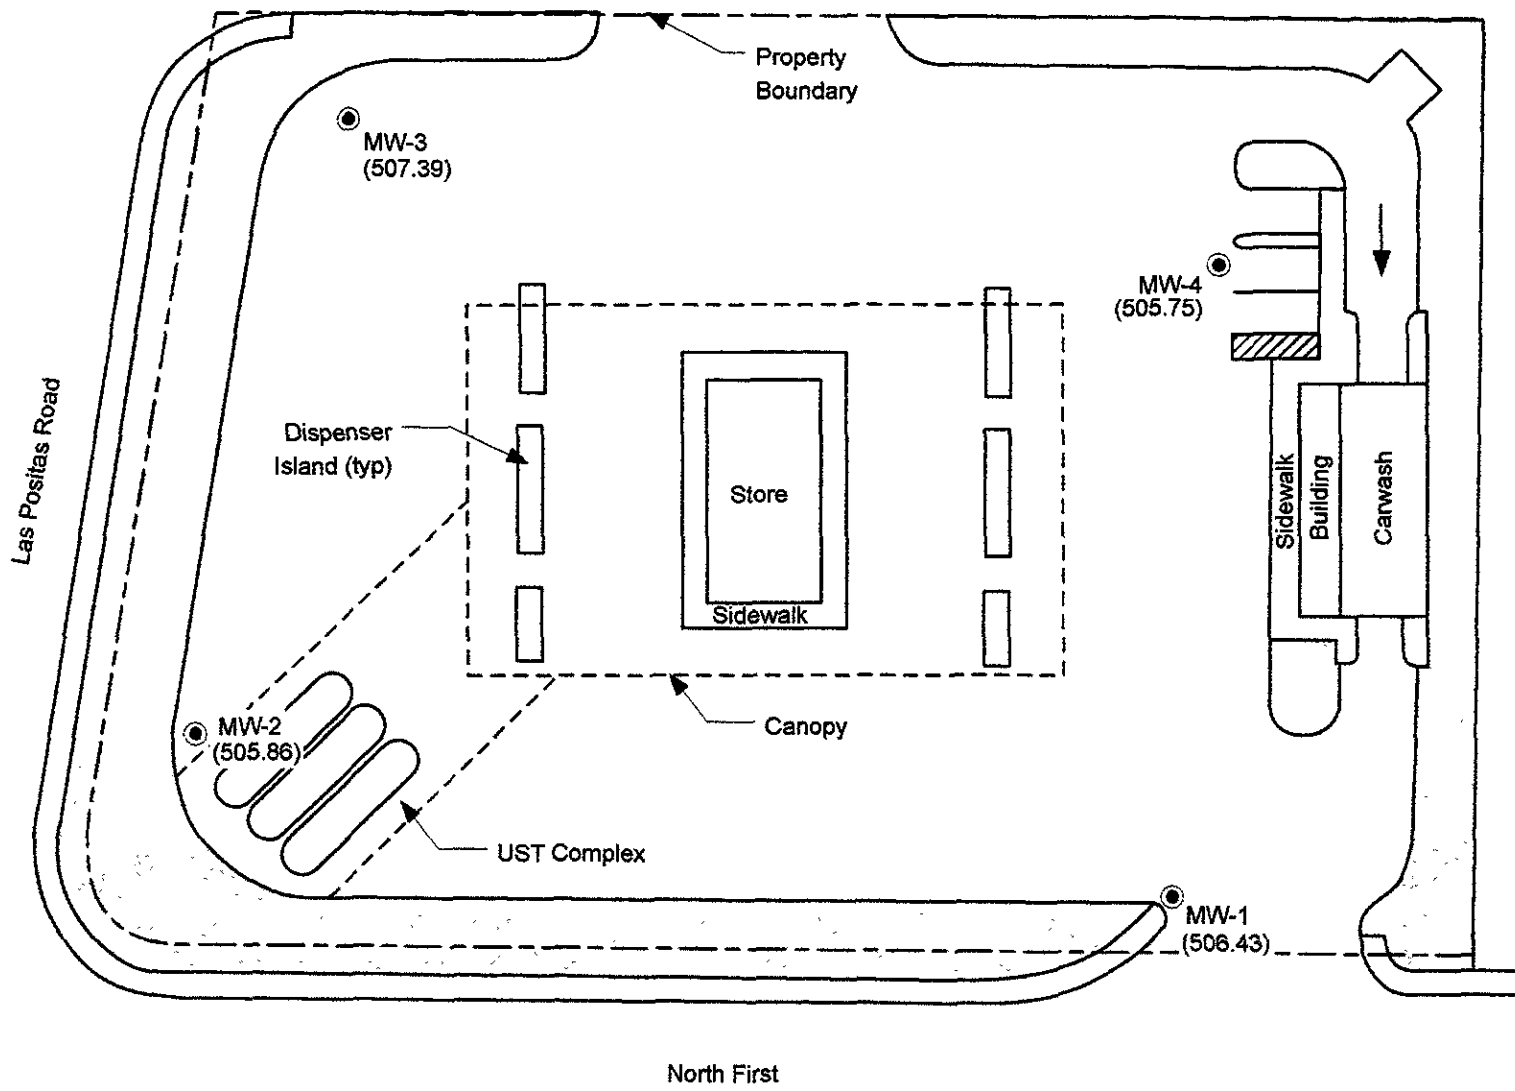 Property
Boundary
MW-3
(507.39)
MW-4
(505.75)
Las Positas Road
Dispenser
Island (typ)
Store
Sidewalk
Sidewalk
Building
Carwash
MW-2
(505.86)
Canopy
UST Complex
MW-1
(506.43)
North First